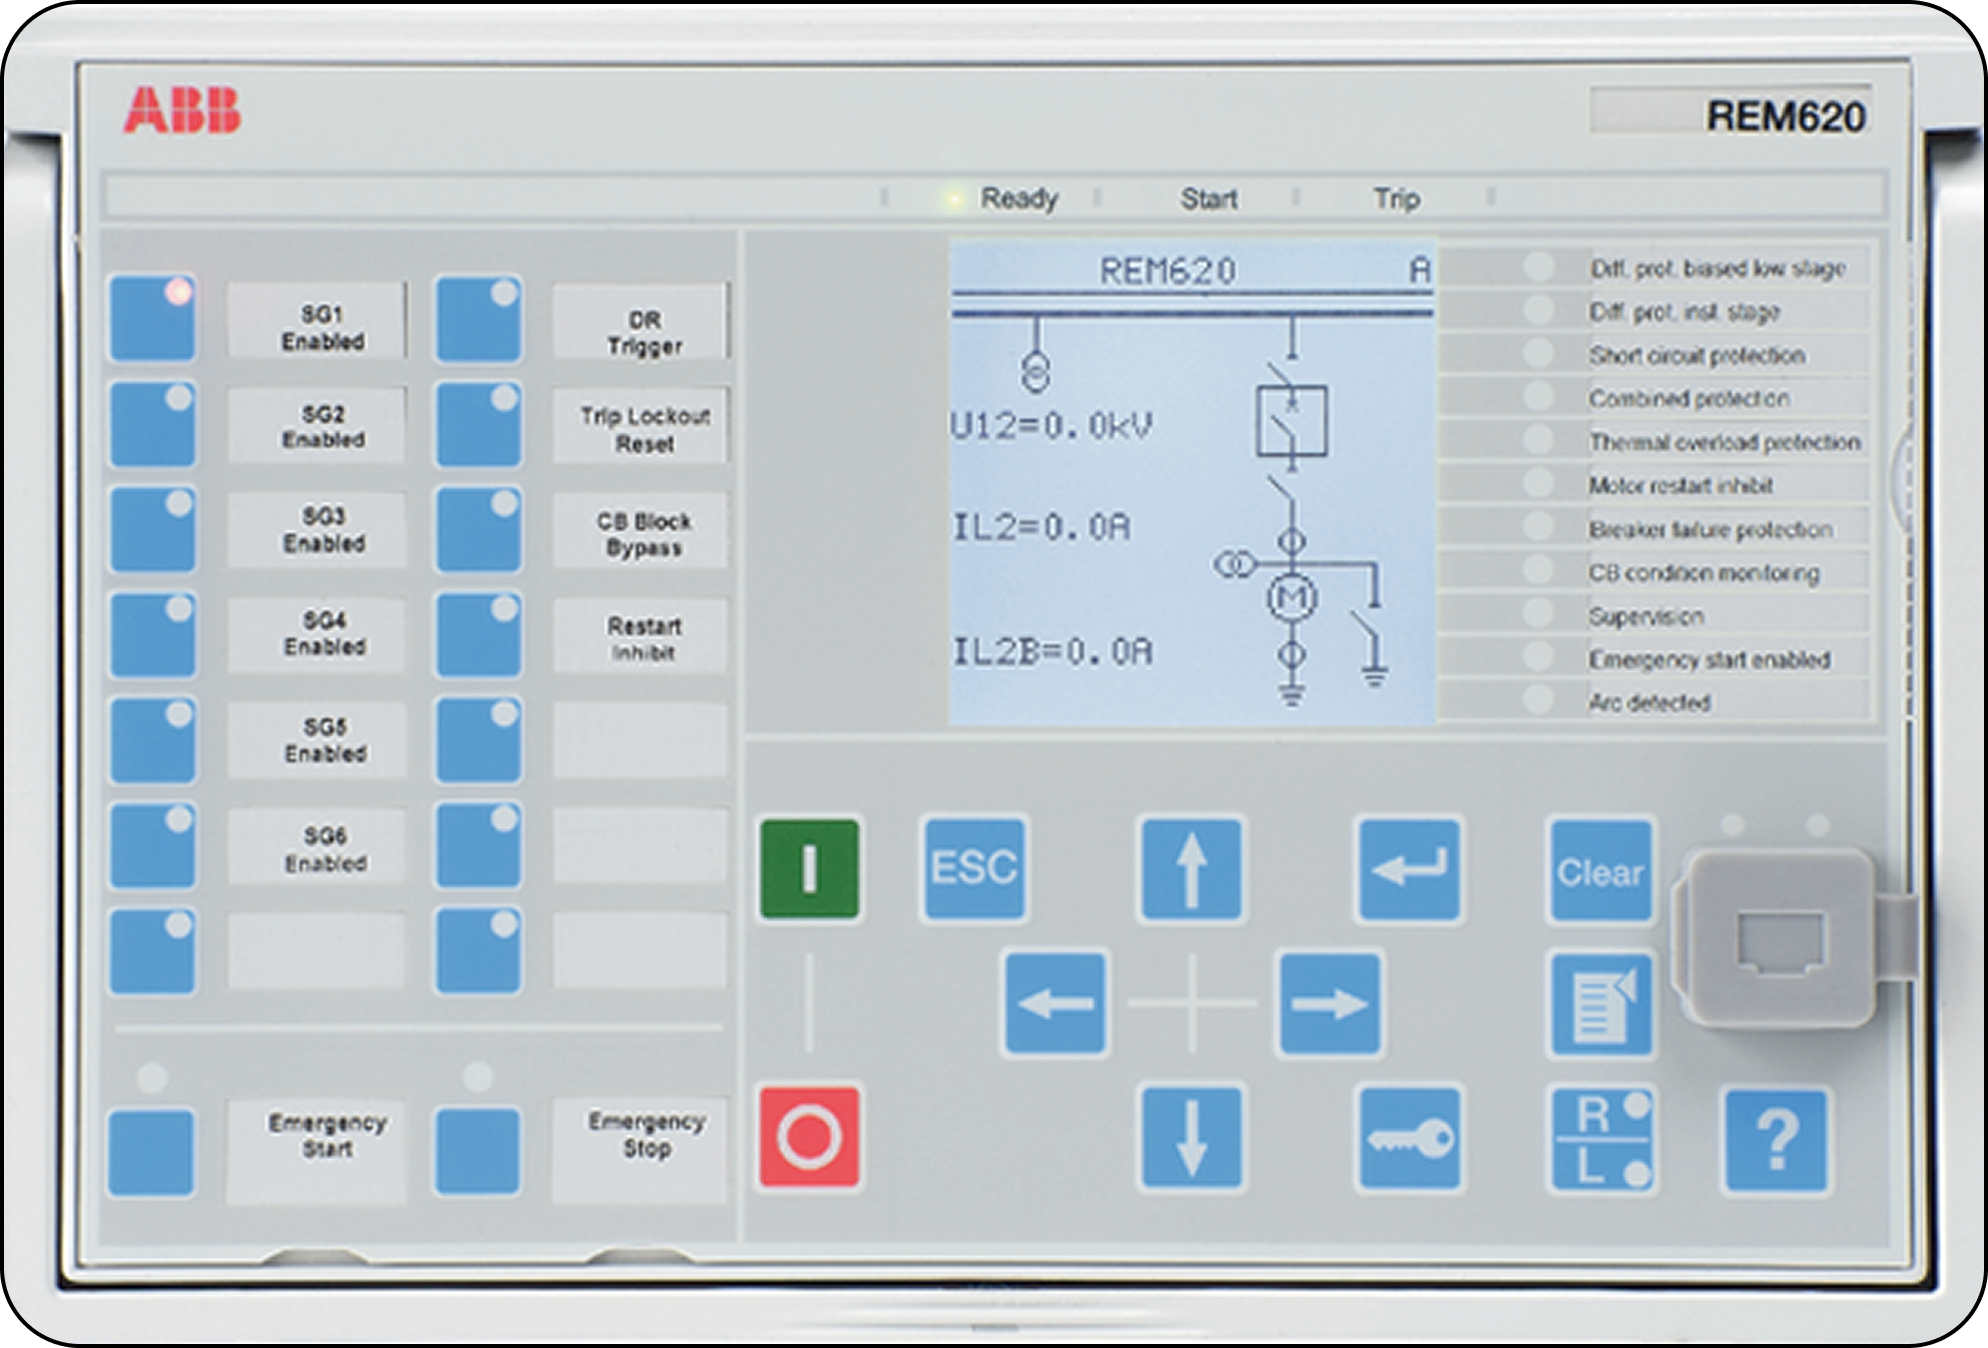 ABB
REM620
Ready
Start
Trip
SG1
Enabled
DR
Trigger
SG2
Enabled
Trip Lockout
Reset
SG3
Enabled
CB Block
Bypass
SG4
Enabled
Restart
Inhibit
SG5
Enabled
SG6
Enabled
Emergency
Start
Emergency
Stop
REM620 A
U12=0.0kV
IL2=0.0A
IL2B=0.0A
M
Diff. prot. biased low stage
Diff. prot. inst. stage
Short circuit protection
Combined protection
Thermal overload protection
Motor restart inhibit
Breaker failure protection
CB condition monitoring
Supervision
Emergency start enabled
Arc detected
I
ESC
Clear
O
R
L
?